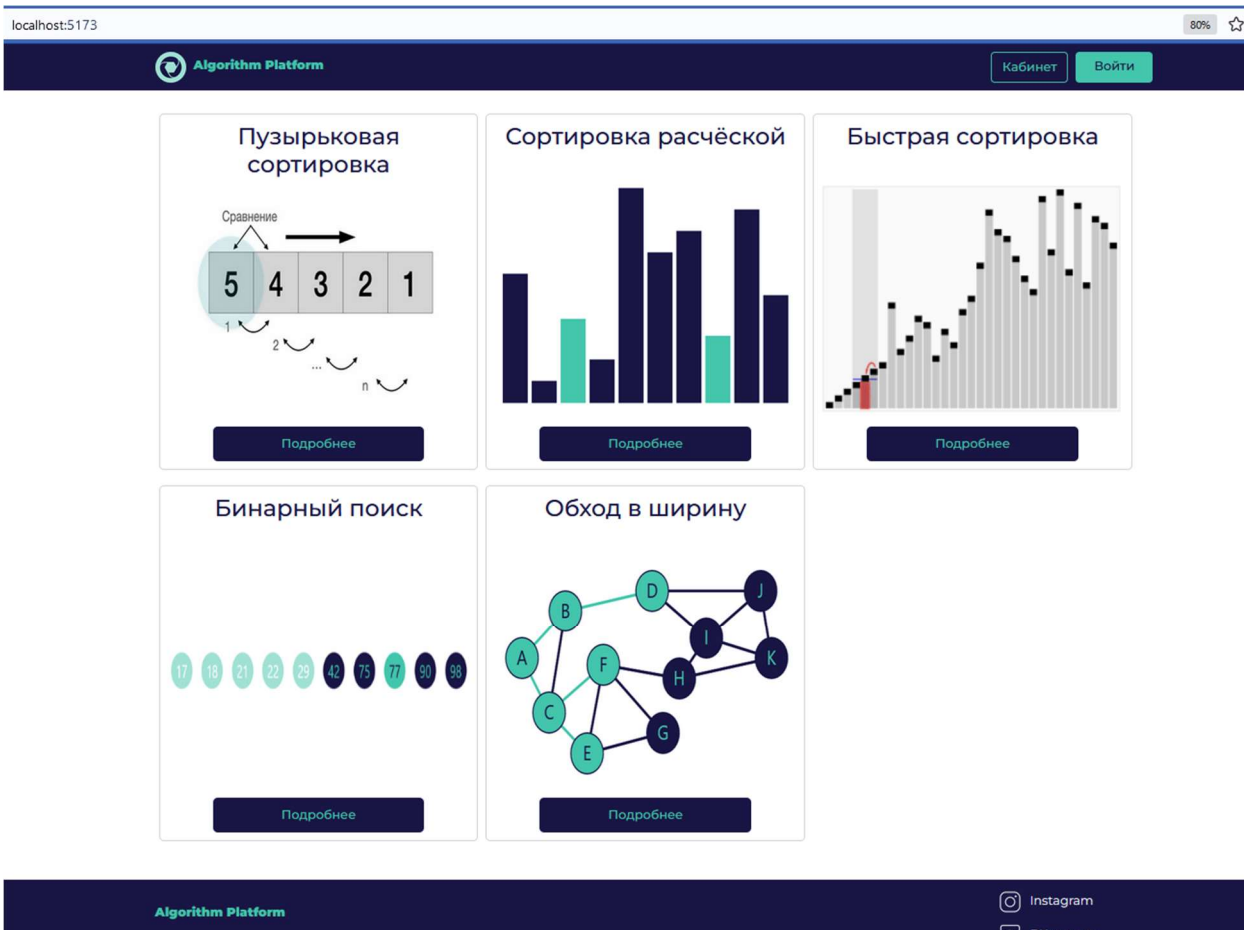 localhost:5173
80%
Algorithm Platform
Кабинет
Войти
Пузырьковая
сортировка
Сравнение
5 4 3 2 1
1
2
...
n
Подробнее
Сортировка расчёской
Подробнее
Быстрая сортировка
Подробнее
Бинарный поиск
17 18 21 22 29 42 75 77 90 98
Подробнее
Обход в ширину
D J
B
I
A F K
H
C
G
E
Подробнее
Algorithm Platform
Instagram